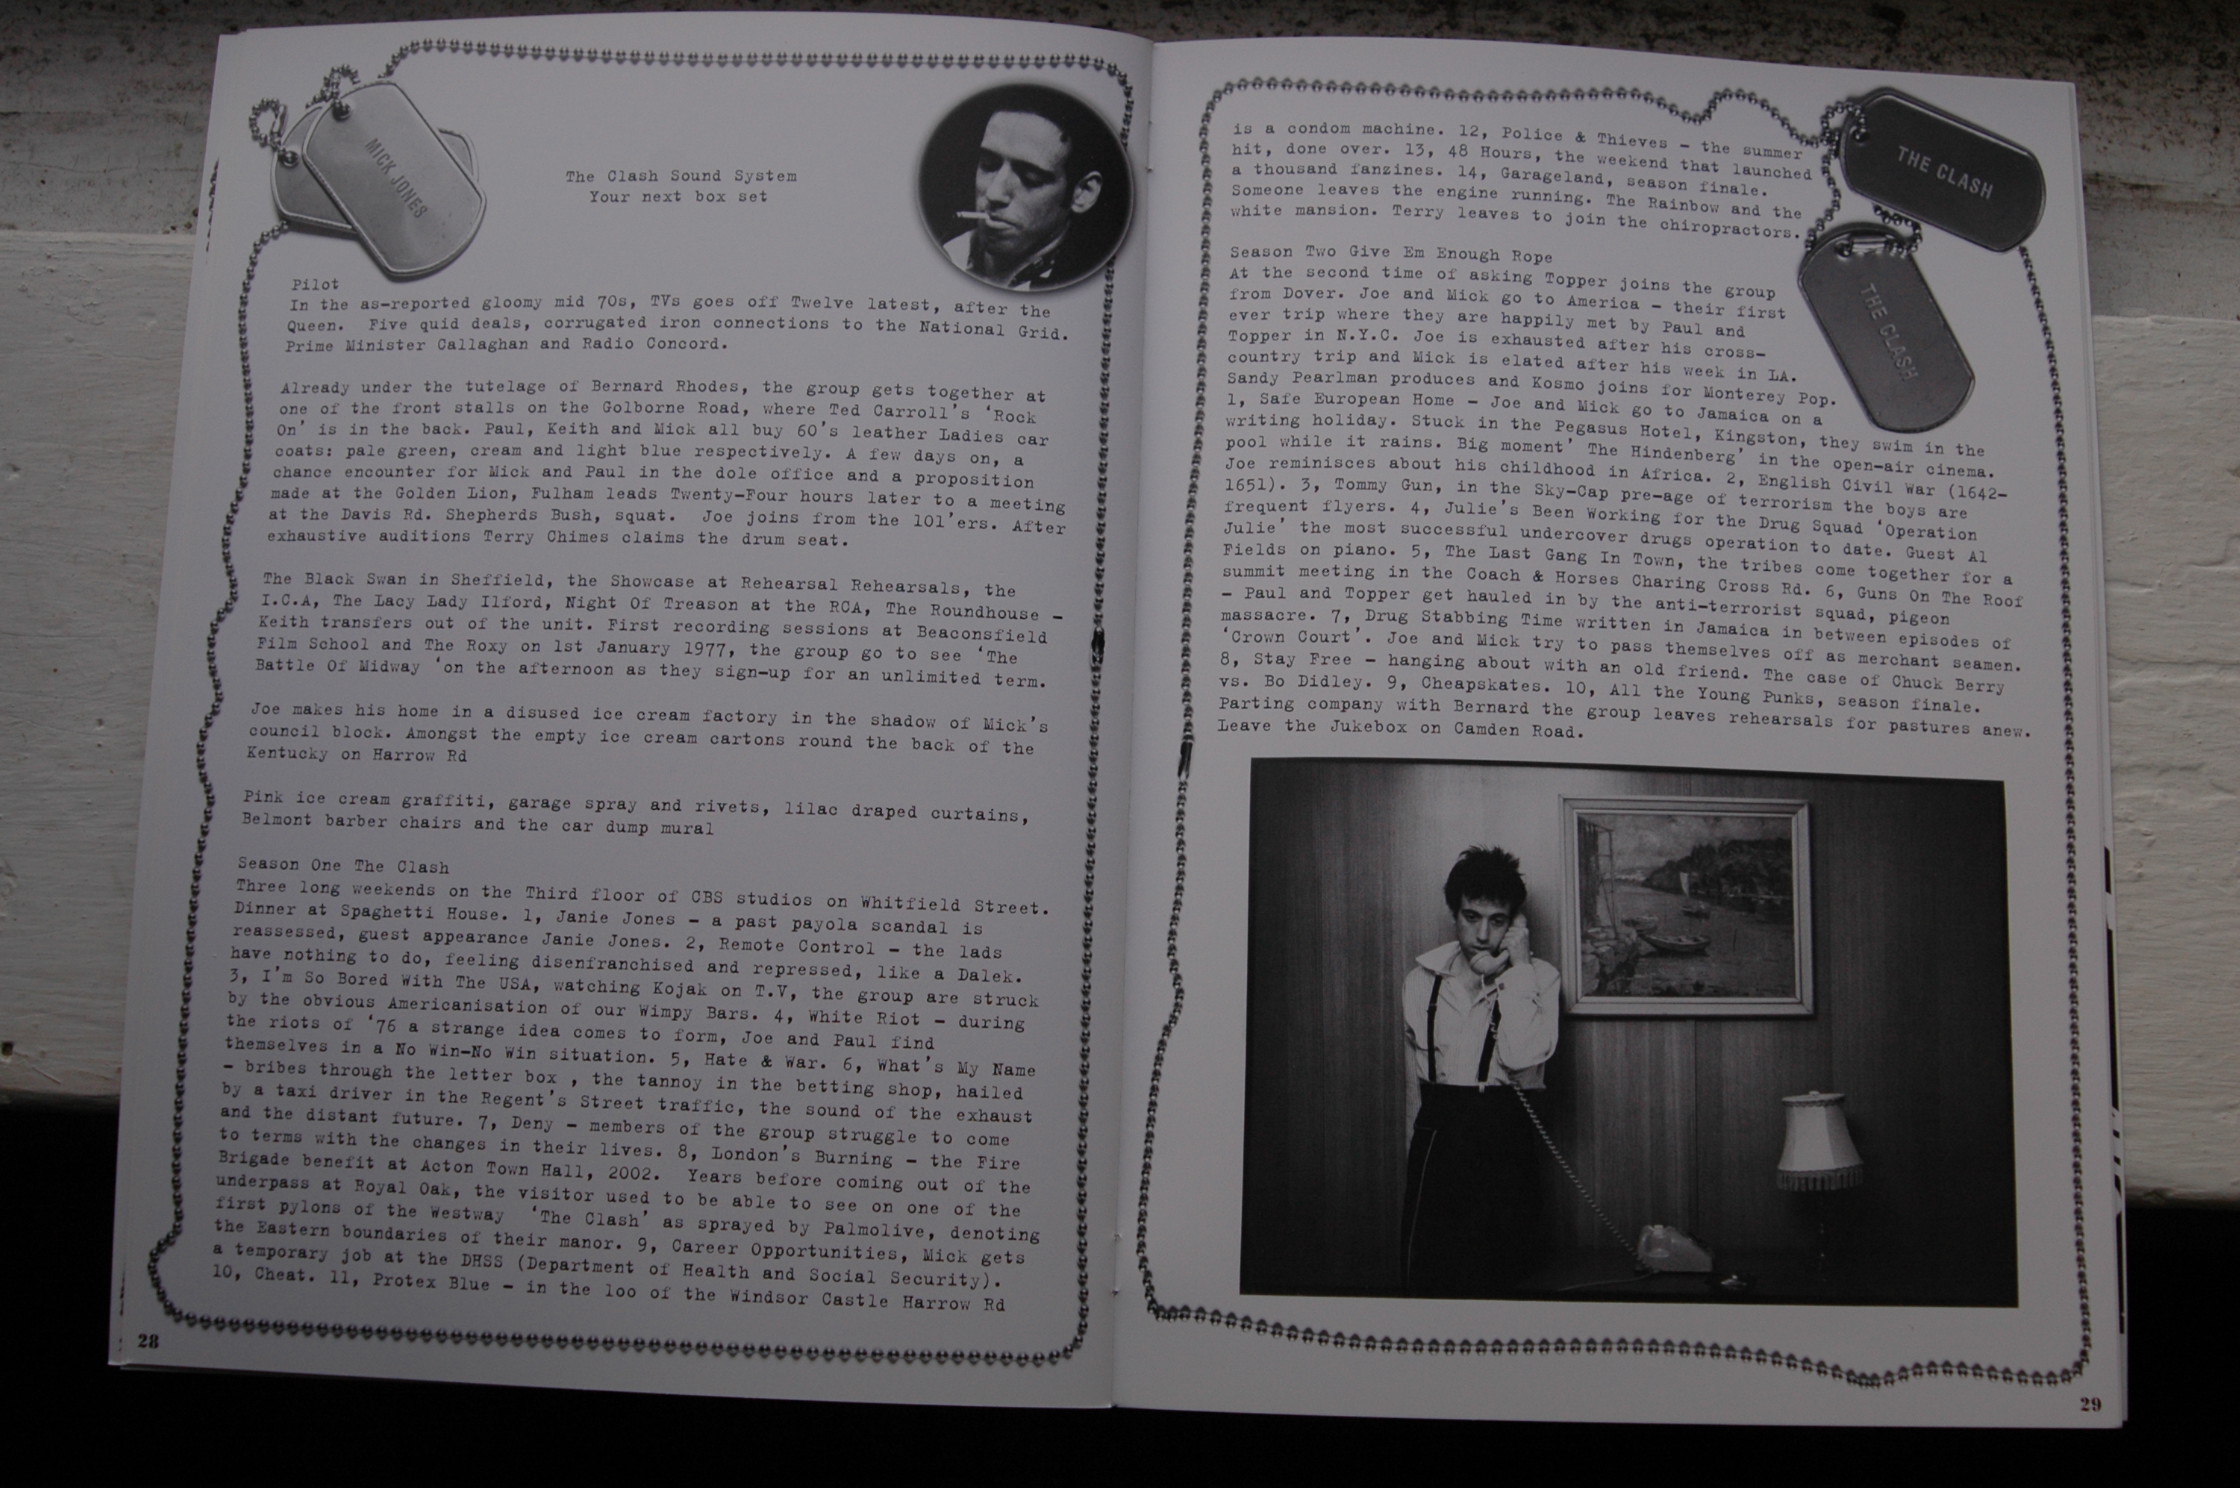 MICK JONES
The Clash Sound System
Your next box set
Pilot
In the as-reported gloomy mid 70s, TVs goes off Twelve latest, after the
Queen. Five quid deals, corrugated iron connections to the National Grid.
Prime Minister Callaghan and Radio Concord.
Already under the tutelage of Bernard Rhodes, the group gets together at
one of the front stalls on the Golborne Road, where Ted Carroll's 'Rock
On' is in the back. Paul, Keith and Mick all buy 60's leather Ladies car
coats: pale green, cream and light blue respectively. A few days on, a
chance encounter for Mick and Paul in the dole office and a proposition
made at the Golden Lion, Fulham leads Twenty-Four hours later to a meeting
at the Davis Rd. Shepherds Bush, squat. Joe joins from the 101'ers. After
exhaustive auditions Terry Chimes claims the drum seat.
The Black Swan in Sheffield, the Showcase at Rehearsal Rehearsals, the
I.C.A, The Lacy Lady Ilford, Night Of Treason at the RCA, The Roundhouse –
Keith transfers out of the unit. First recording sessions at Beaconsfield
Film School and The Roxy on 1st January 1977, the group go to see 'The
Battle Of Midway 'on the afternoon as they sign-up for an unlimited term.
Joe makes his home in a disused ice cream factory in the shadow of Mick's
council block. Amongst the empty ice cream cartons round the back of the
Kentucky on Harrow Rd
Pink ice cream graffiti, garage spray and rivets, lilac draped curtains,
Belmont barber chairs and the car dump mural
Season One The Clash
Three long weekends on the Third floor of CBS studios on Whitfield Street.
Dinner at Spaghetti House. 1, Janie Jones – a past payola scandal is
reassessed, guest appearance Janie Jones. 2, Remote Control – the lads
have nothing to do, feeling disenfranchised and repressed, like a Dalek.
3, I'm So Bored With The USA, watching Kojak on T.V, the group are struck
by the obvious Americanisation of our Wimpy Bars. 4, White Riot – during
the riots of '76 a strange idea comes to form, Joe and Paul find
themselves in a No Win-No Win situation. 5, Hate & War. 6, What's My Name
– bribes through the letter box , the tannoy in the betting shop, hailed
by a taxi driver in the Regent's Street traffic, the sound of the exhaust
and the distant future. 7, Deny – members of the group struggle to come
to terms with the changes in their lives. 8, London's Burning – the Fire
Brigade benefit at Acton Town Hall, 2002. Years before coming out of the
underpass at Royal Oak, the visitor used to be able to see on one of the
first pylons of the Westway 'The Clash' as sprayed by Palmolive, denoting
the Eastern boundaries of their manor. 9, Career Opportunities, Mick gets
a temporary job at the DHSS (Department of Health and Social Security).
10, Cheat. 11, Protex Blue – in the loo of the Windsor Castle Harrow Rd
28
is a condom machine. 12, Police & Thieves – the summer
hit, done over. 13, 48 Hours, the weekend that launched
a thousand fanzines. 14, Garageland, season finale.
Someone leaves the engine running. The Rainbow and the
white mansion. Terry leaves to join the chiropractors.
THE CLASH
THE CLASH
Season Two Give Em Enough Rope
At the second time of asking Topper joins the group
from Dover. Joe and Mick go to America – their first
ever trip where they are happily met by Paul and
Topper in N.Y.C. Joe is exhausted after his cross-
country trip and Mick is elated after his week in LA.
Sandy Pearlman produces and Kosmo joins for Monterey Pop.
1, Safe European Home – Joe and Mick go to Jamaica on a
writing holiday. Stuck in the Pegasus Hotel, Kingston, they swim in the
pool while it rains. Big moment' The Hindenberg' in the open-air cinema.
Joe reminisces about his childhood in Africa. 2, English Civil War (1642-
1651). 3, Tommy Gun, in the Sky-Cap pre-age of terrorism the boys are
frequent flyers. 4, Julie's Been Working for the Drug Squad 'Operation
Julie' the most successful undercover drugs operation to date. Guest Al
Fields on piano. 5, The Last Gang In Town, the tribes come together for a
summit meeting in the Coach & Horses Charing Cross Rd. 6, Guns On The Roof
– Paul and Topper get hauled in by the anti-terrorist squad, pigeon
massacre. 7, Drug Stabbing Time written in Jamaica in between episodes of
'Crown Court'. Joe and Mick try to pass themselves off as merchant seamen.
8, Stay Free – hanging about with an old friend. The case of Chuck Berry
vs. Bo Didley. 9, Cheapskates. 10, All the Young Punks, season finale.
Parting company with Bernard the group leaves rehearsals for pastures anew.
Leave the Jukebox on Camden Road.
29